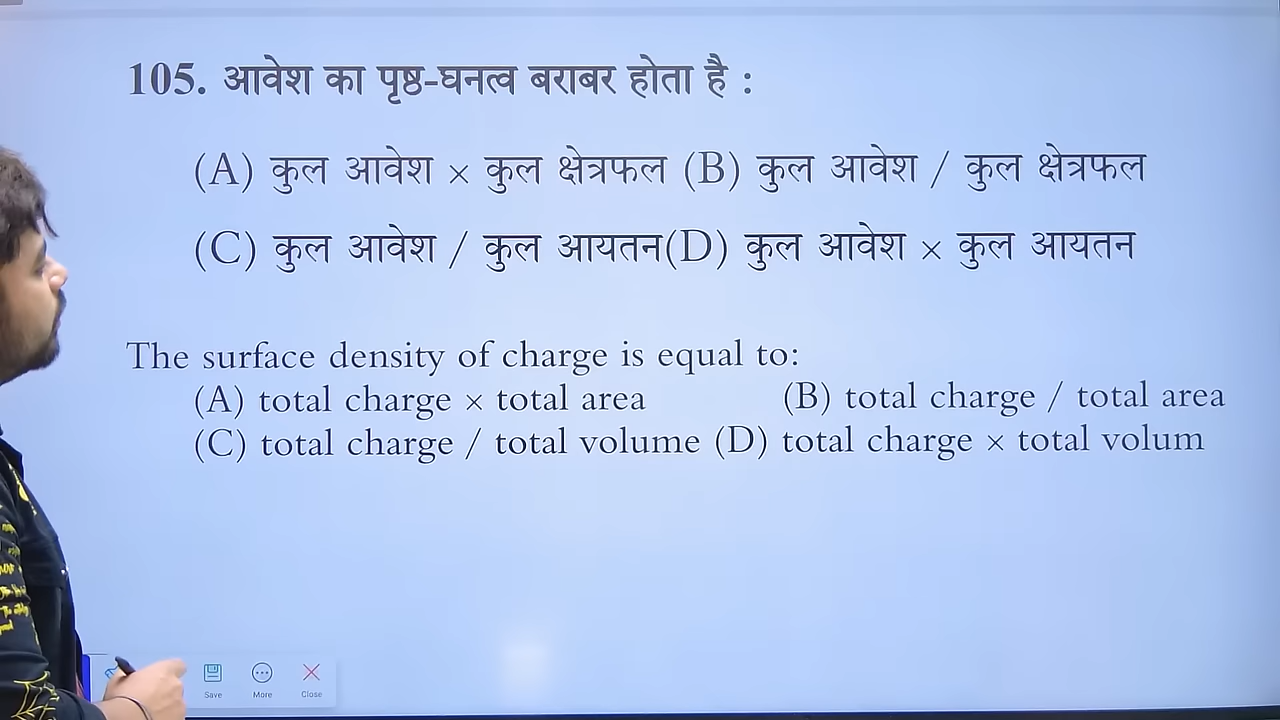 105. आवेश का पृष्ठ-घनत्व बराबर होता है :
(A) कुल आवेश × कुल क्षेत्रफल (B) कुल आवेश / कुल क्षेत्रफल
(C) कुल आवेश / कुल आयतन(D) कुल आवेश × कुल आयतन
The surface density of charge is equal to:
(A) total charge × total area (B) total charge / total area
(C) total charge / total volume (D) total charge × total volum
Save More Close